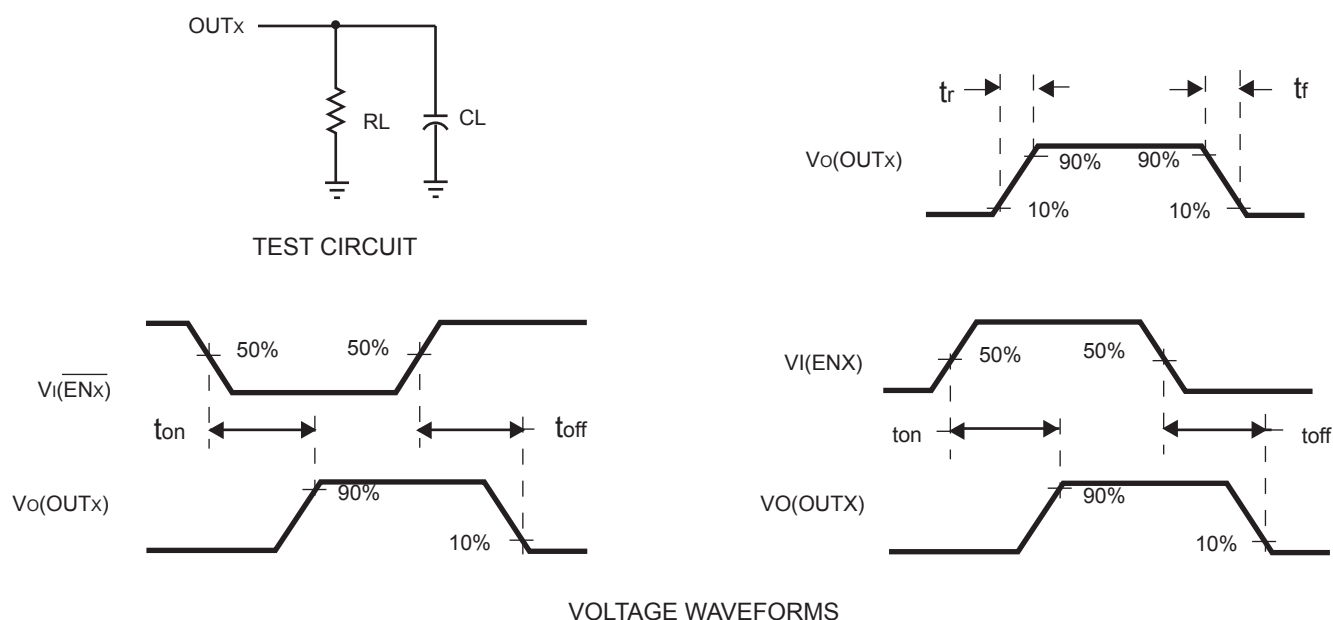 OUTx
RL
CL
TEST CIRCUIT
tr
tf
VO(OUTx)
90%
90%
10%
10%
VI(ENx)
50%
50%
ton
toff
VO(OUTx)
90%
10%
VI(ENX)
50%
50%
ton
toff
VO(OUTX)
90%
10%
VOLTAGE WAVEFORMS